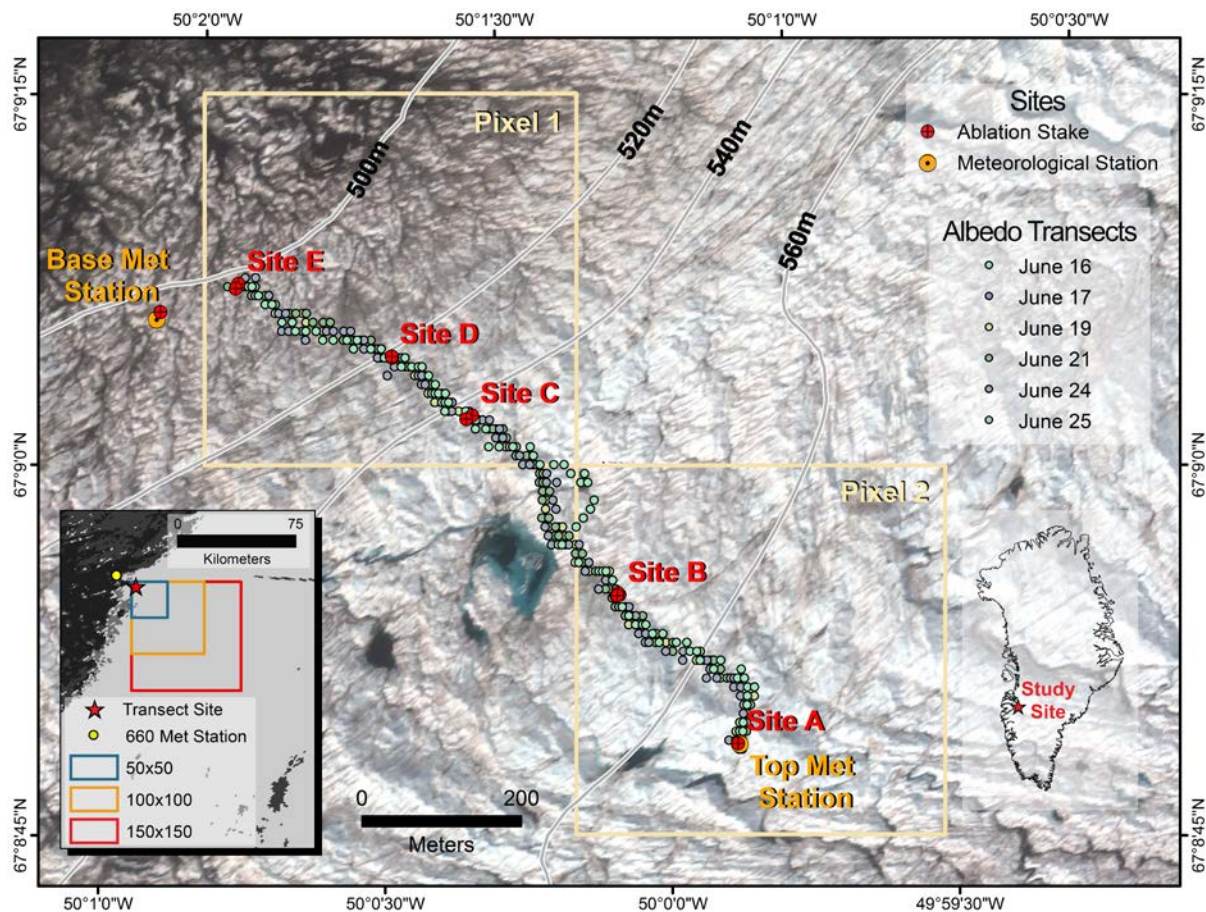 50°2'0"W
50°1'30"W
50°1'0"W
50°0'30"W
67°9'15"N
67°9'15"N
Pixel 1
500m
520m
540m
560m
Sites
Ablation Stake
Meteorological Station
Albedo Transects
June 16
June 17
June 19
June 21
June 24
June 25
Base Met
Station
Site E
Site D
Site C
67°9'0"N
67°9'0"N
Pixel 2
Site B
Site A
Top Met
Station
0
75
Kilometers
Transect Site
660 Met Station
50x50
100x100
150x150
0
200
Meters
Study
Site
67°8'45"N
67°8'45"N
50°1'0"W
50°0'30"W
50°0'0"W
49°59'30"W